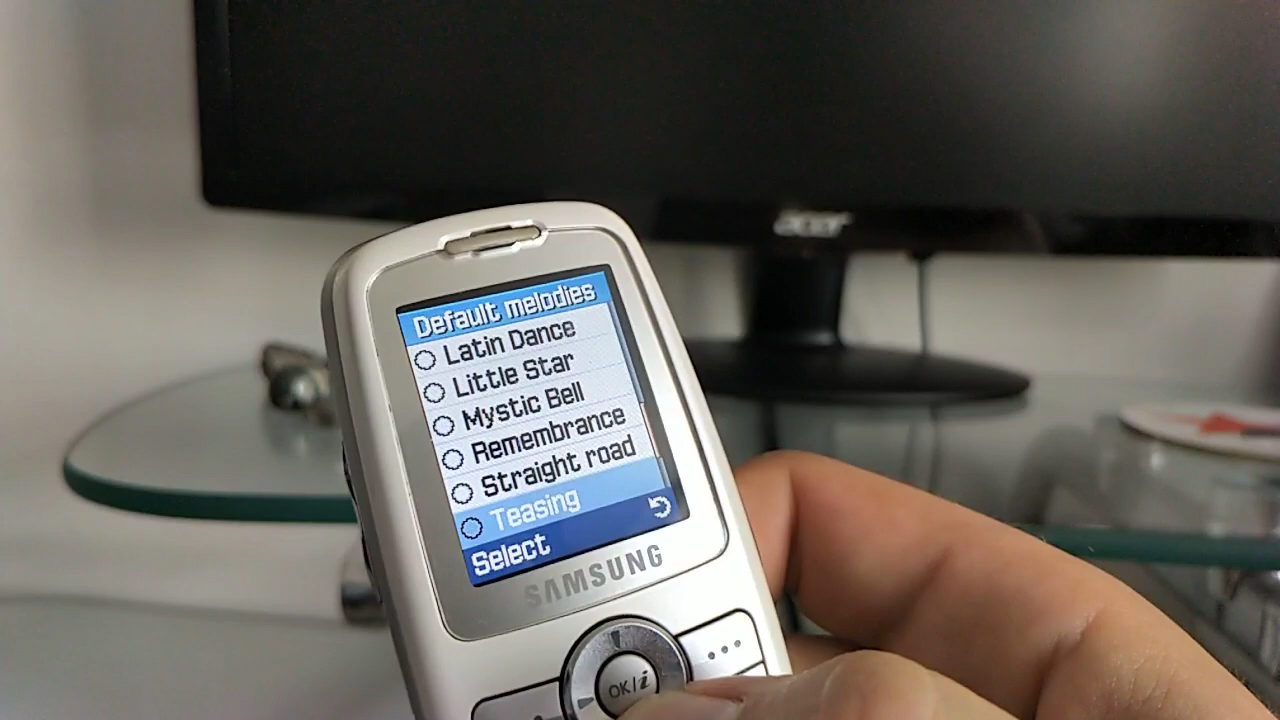 acer
Default melodies
Latin Dance
Little Star
Mystic Bell
Remembrance
Straight road
Teasing
Select
SAMSUNG
OK/i